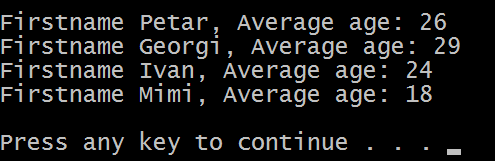 Firstname Petar, Average age: 26
Firstname Georgi, Average age: 29
Firstname Ivan, Average age: 24
Firstname Mimi, Average age: 18
Press any key to continue . . . _